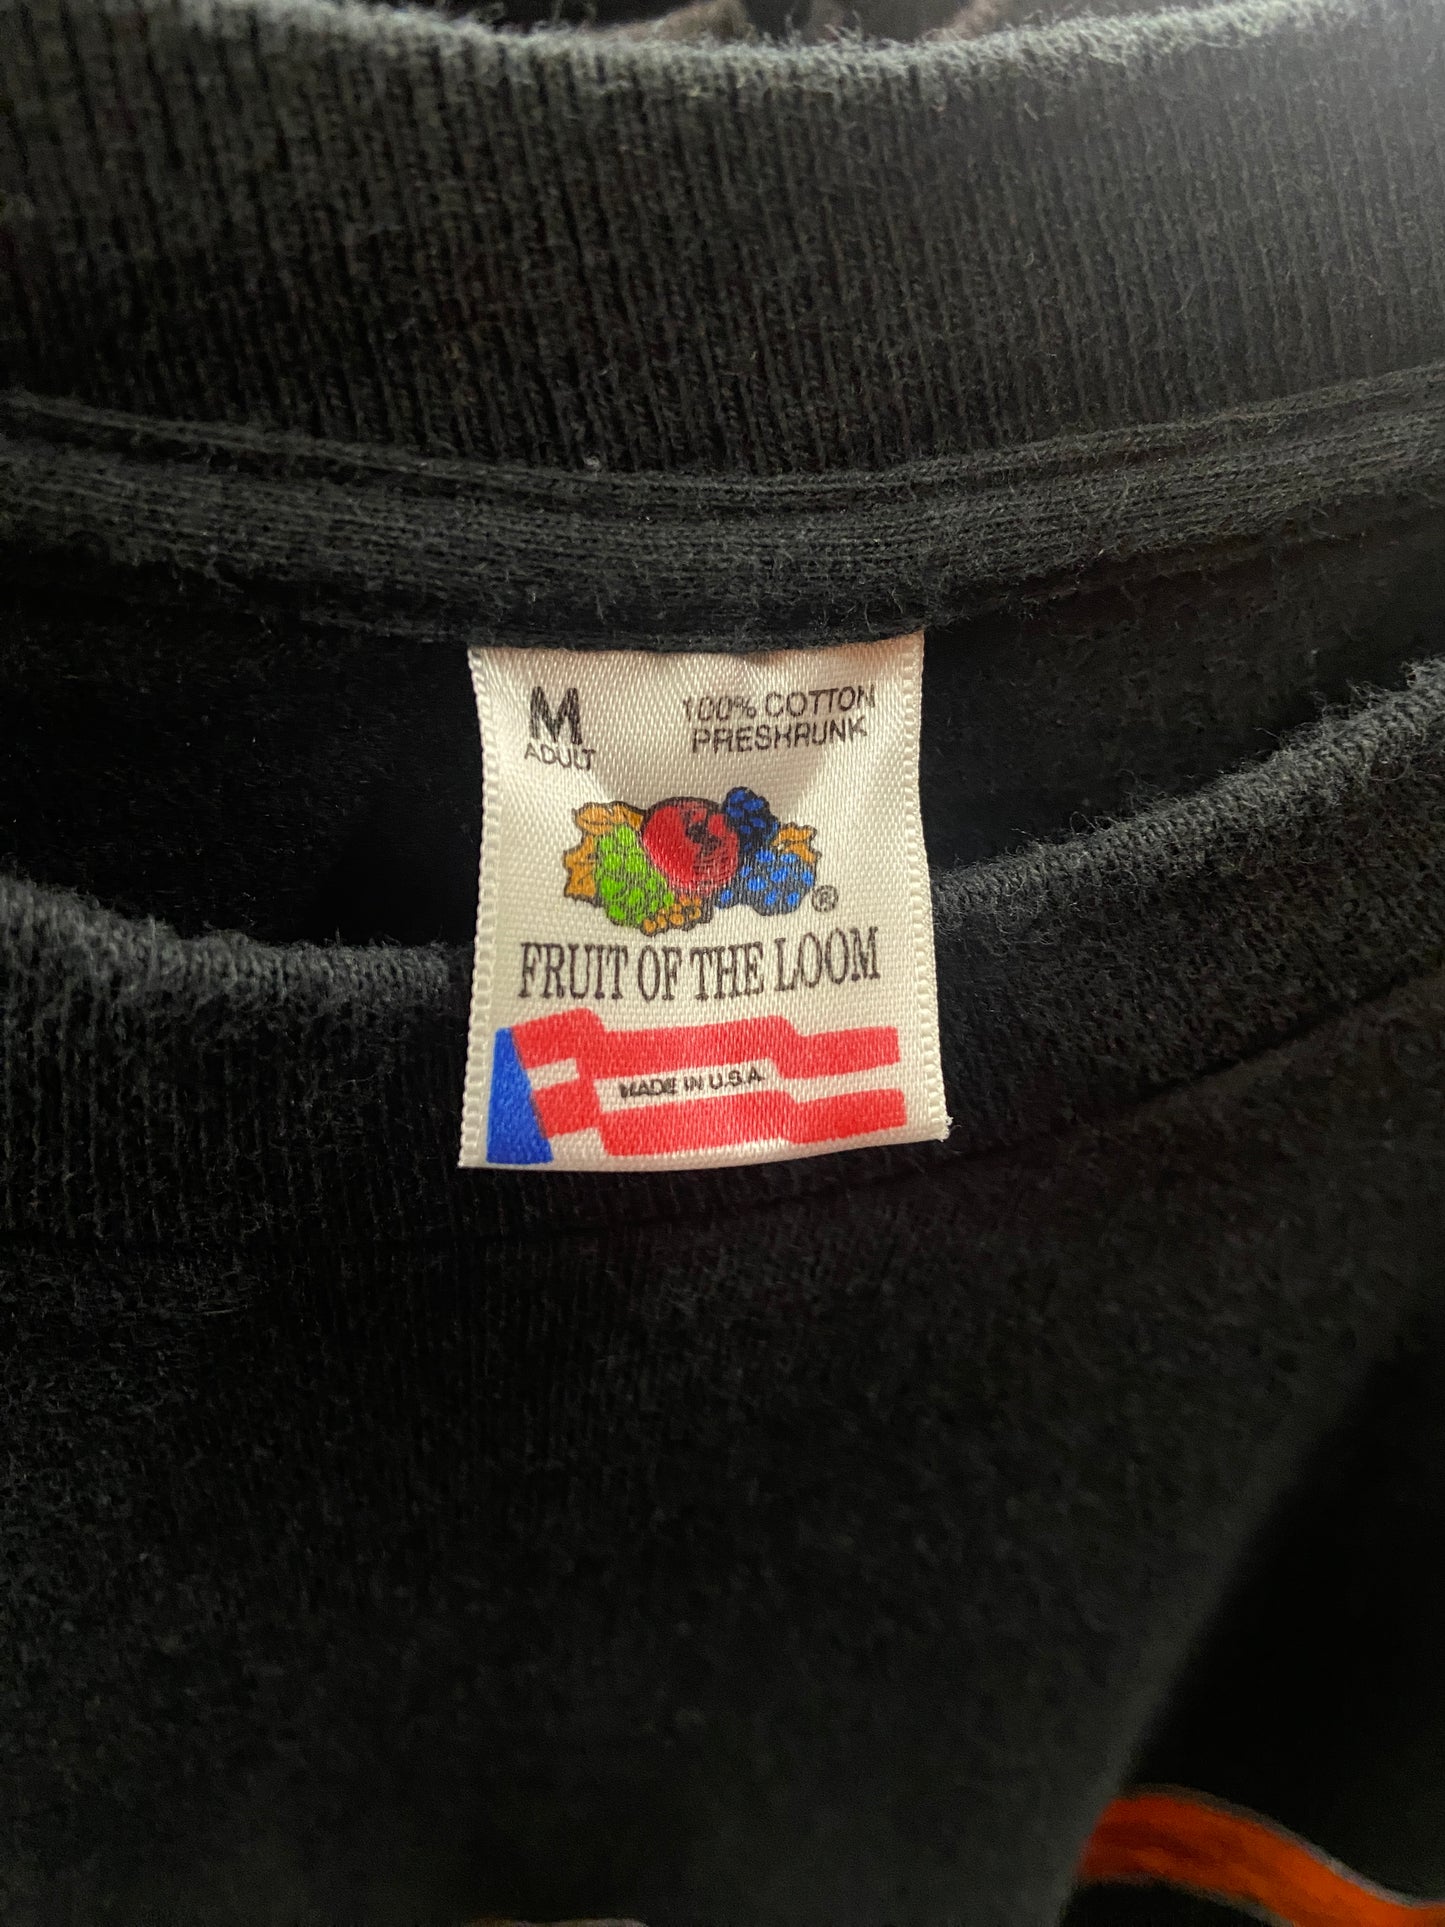 M
ADULT
100% COTTON
PRESHRUNK
®
FRUIT OF THE LOOM
MADE IN U.S.A.